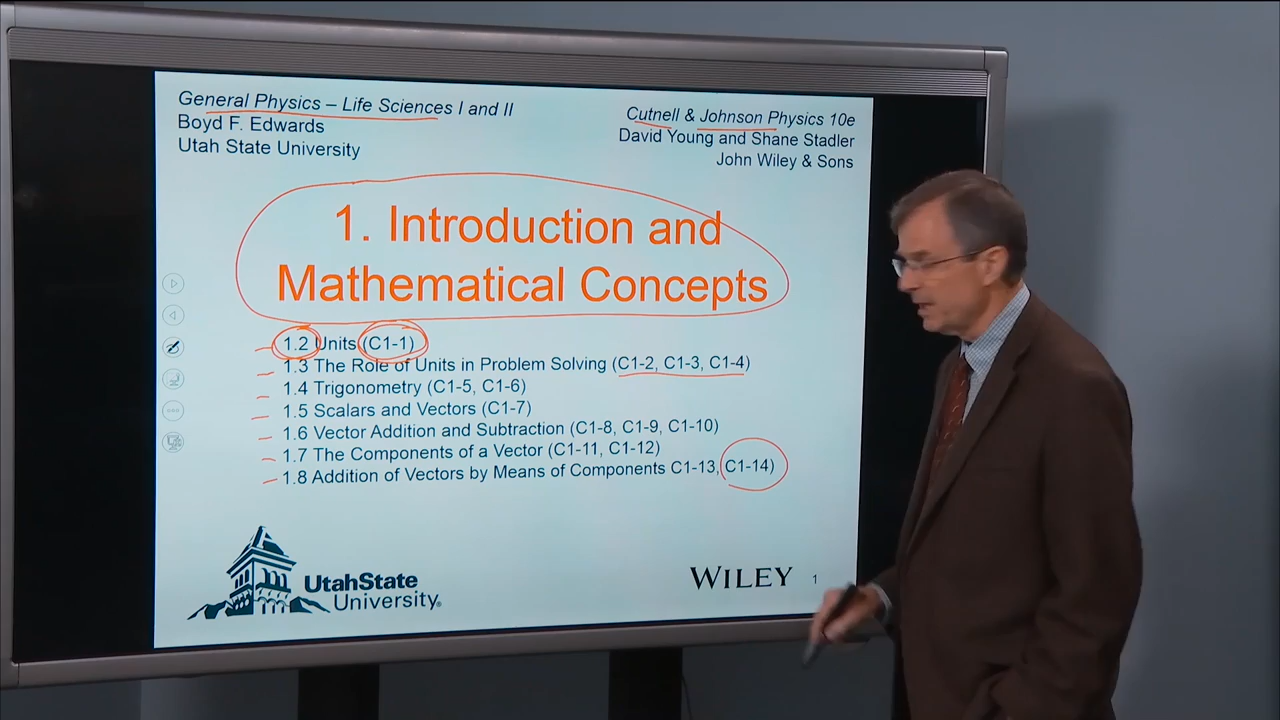 General Physics – Life Sciences I and II
Boyd F. Edwards
Utah State University
Cutnell & Johnson Physics 10e
David Young and Shane Stadler
John Wiley & Sons
1. Introduction and
Mathematical Concepts
1.2 Units (C1-1)
1.3 The Role of Units in Problem Solving (C1-2, C1-3, C1-4)
1.4 Trigonometry (C1-5, C1-6)
1.5 Scalars and Vectors (C1-7)
1.6 Vector Addition and Subtraction (C1-8, C1-9, C1-10)
1.7 The Components of a Vector (C1-11, C1-12)
1.8 Addition of Vectors by Means of Components C1-13, C1-14)
UtahState
University®
WILEY
1